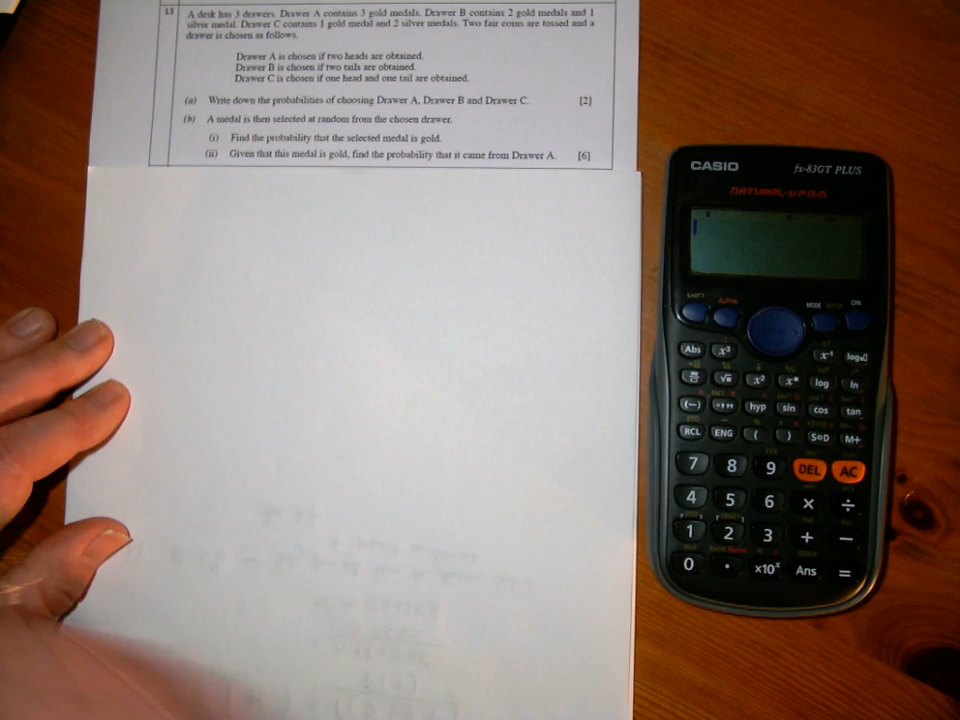 13 A desk has 3 drawers. Drawer A contains 3 gold medals. Drawer B contains 2 gold medals and 1
silver medal. Drawer C contains 1 gold medal and 2 silver medals. Two fair coins are tossed and a
drawer is chosen as follows.
Drawer A is chosen if two heads are obtained.
Drawer B is chosen if two tails are obtained.
Drawer C is chosen if one head and one tail are obtained.
(a) Write down the probabilities of choosing Drawer A, Drawer B and Drawer C. [2]
(b) A medal is then selected at random from the chosen drawer.
(i) Find the probability that the selected medal is gold.
(ii) Given that this medal is gold, find the probability that it came from Drawer A. [6]
CASIO fx-83GT PLUS
NATURAL-V.P.A.M.
SHIFT ALPHA MODE SETUP ON
Abs x³ x⁻¹ log
√ x² log ln
(−) hyp sin cos tan
RCL ENG ( ) S⇔D M+
7 8 9 DEL AC
4 5 6 × ÷
1 2 3 + −
0 · ×10ˣ Ans =